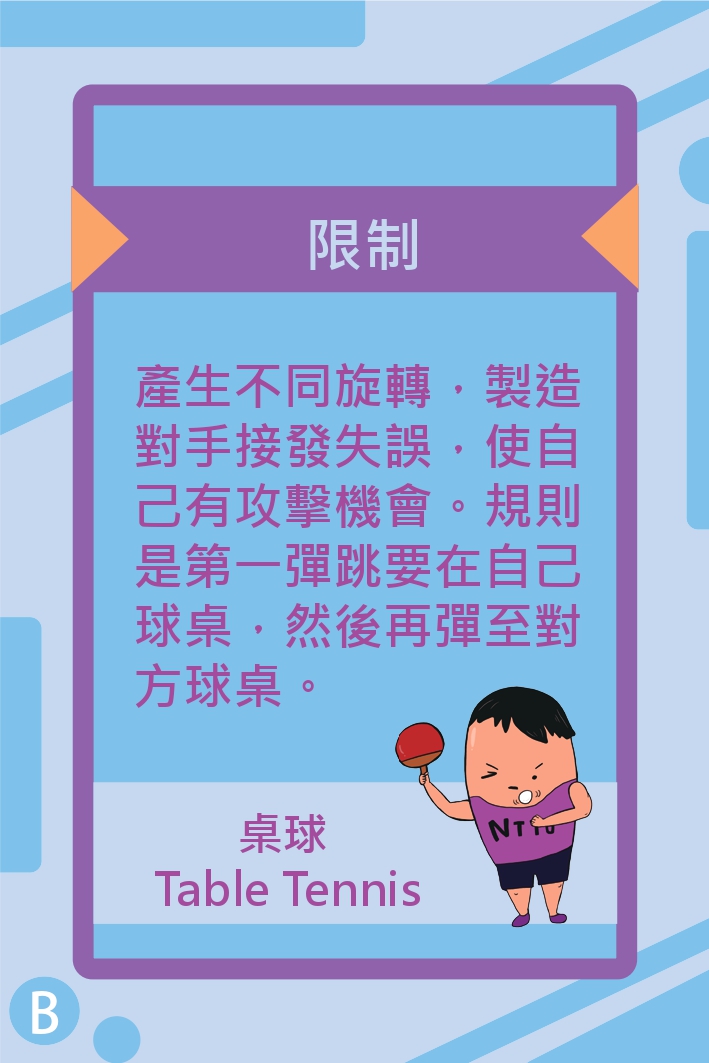 限制
產生不同旋轉，製造
對手接發失誤，使自
己有攻擊機會。規則
是第一彈跳要在自己
球桌，然後再彈至對
方球桌。
NTTU
桌球
Table Tennis
B